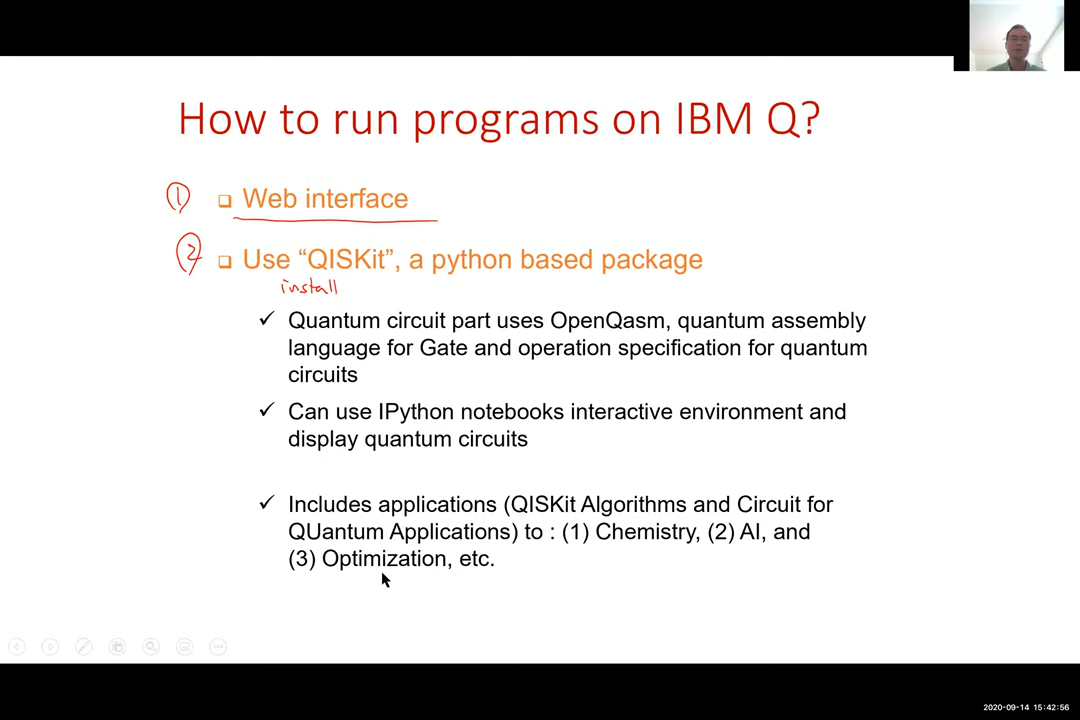 How to run programs on IBM Q?
① ❑ Web interface
② ❑ Use “QISKit”, a python based package
install
✓ Quantum circuit part uses OpenQasm, quantum assembly
language for Gate and operation specification for quantum
circuits
✓ Can use IPython notebooks interactive environment and
display quantum circuits
✓ Includes applications (QISKit Algorithms and Circuit for
QUantum Applications) to : (1) Chemistry, (2) AI, and
(3) Optimization, etc.
2020-09-14 15:42:56